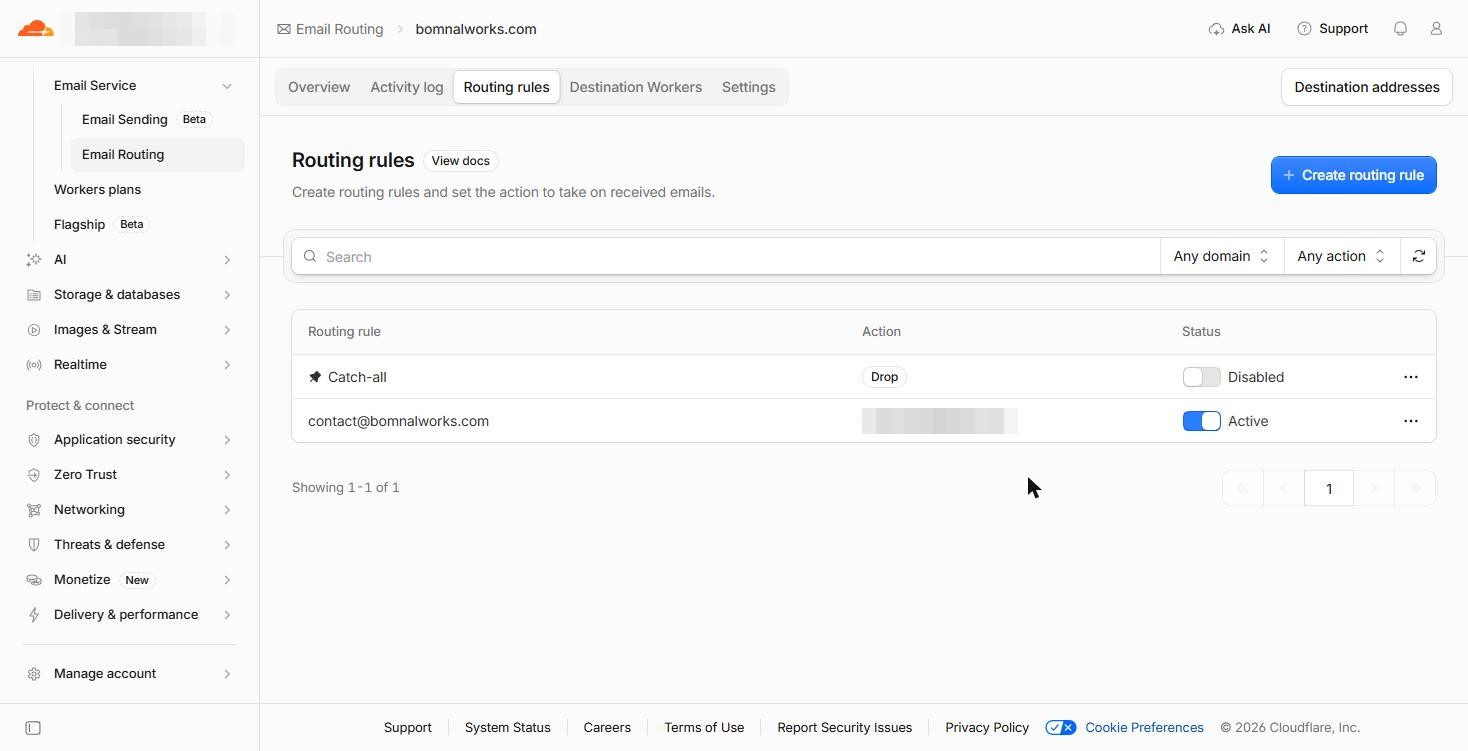 Email Routing > bomnalworks.com
Ask AI Support
Email Service
Email Sending Beta
Email Routing
Workers plans
Flagship Beta
AI
Storage & databases
Images & Stream
Realtime
Protect & connect
Application security
Zero Trust
Networking
Threats & defense
Monetize New
Delivery & performance
Manage account
Overview Activity log Routing rules Destination Workers Settings
Destination addresses
Routing rules View docs
Create routing rules and set the action to take on received emails.
+ Create routing rule
Search Any domain Any action
Routing rule Action Status
Catch-all Drop Disabled
contact@bomnalworks.com Active
Showing 1-1 of 1
1
Support System Status Careers Terms of Use Report Security Issues Privacy Policy Cookie Preferences © 2026 Cloudflare, Inc.